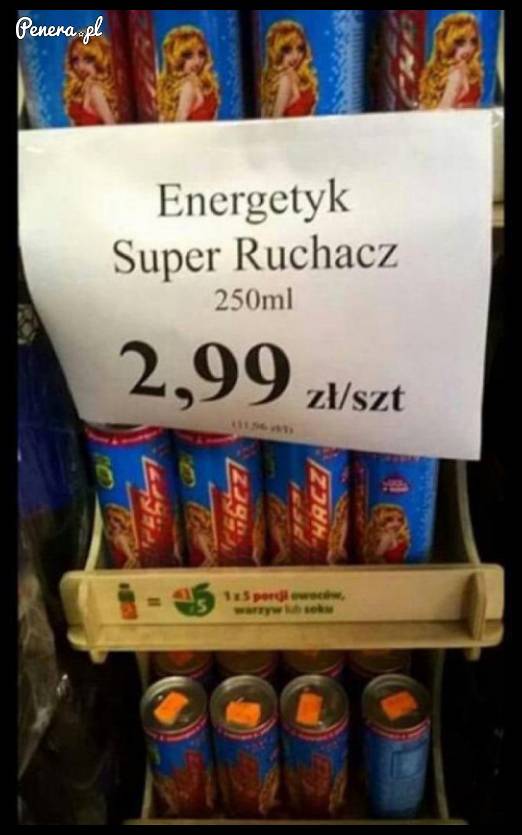 Penera.pl
Energetyk
Super Ruchacz
250ml
2,99 zł/szt
1 z 5 porcji owoców,
warzyw lub soku